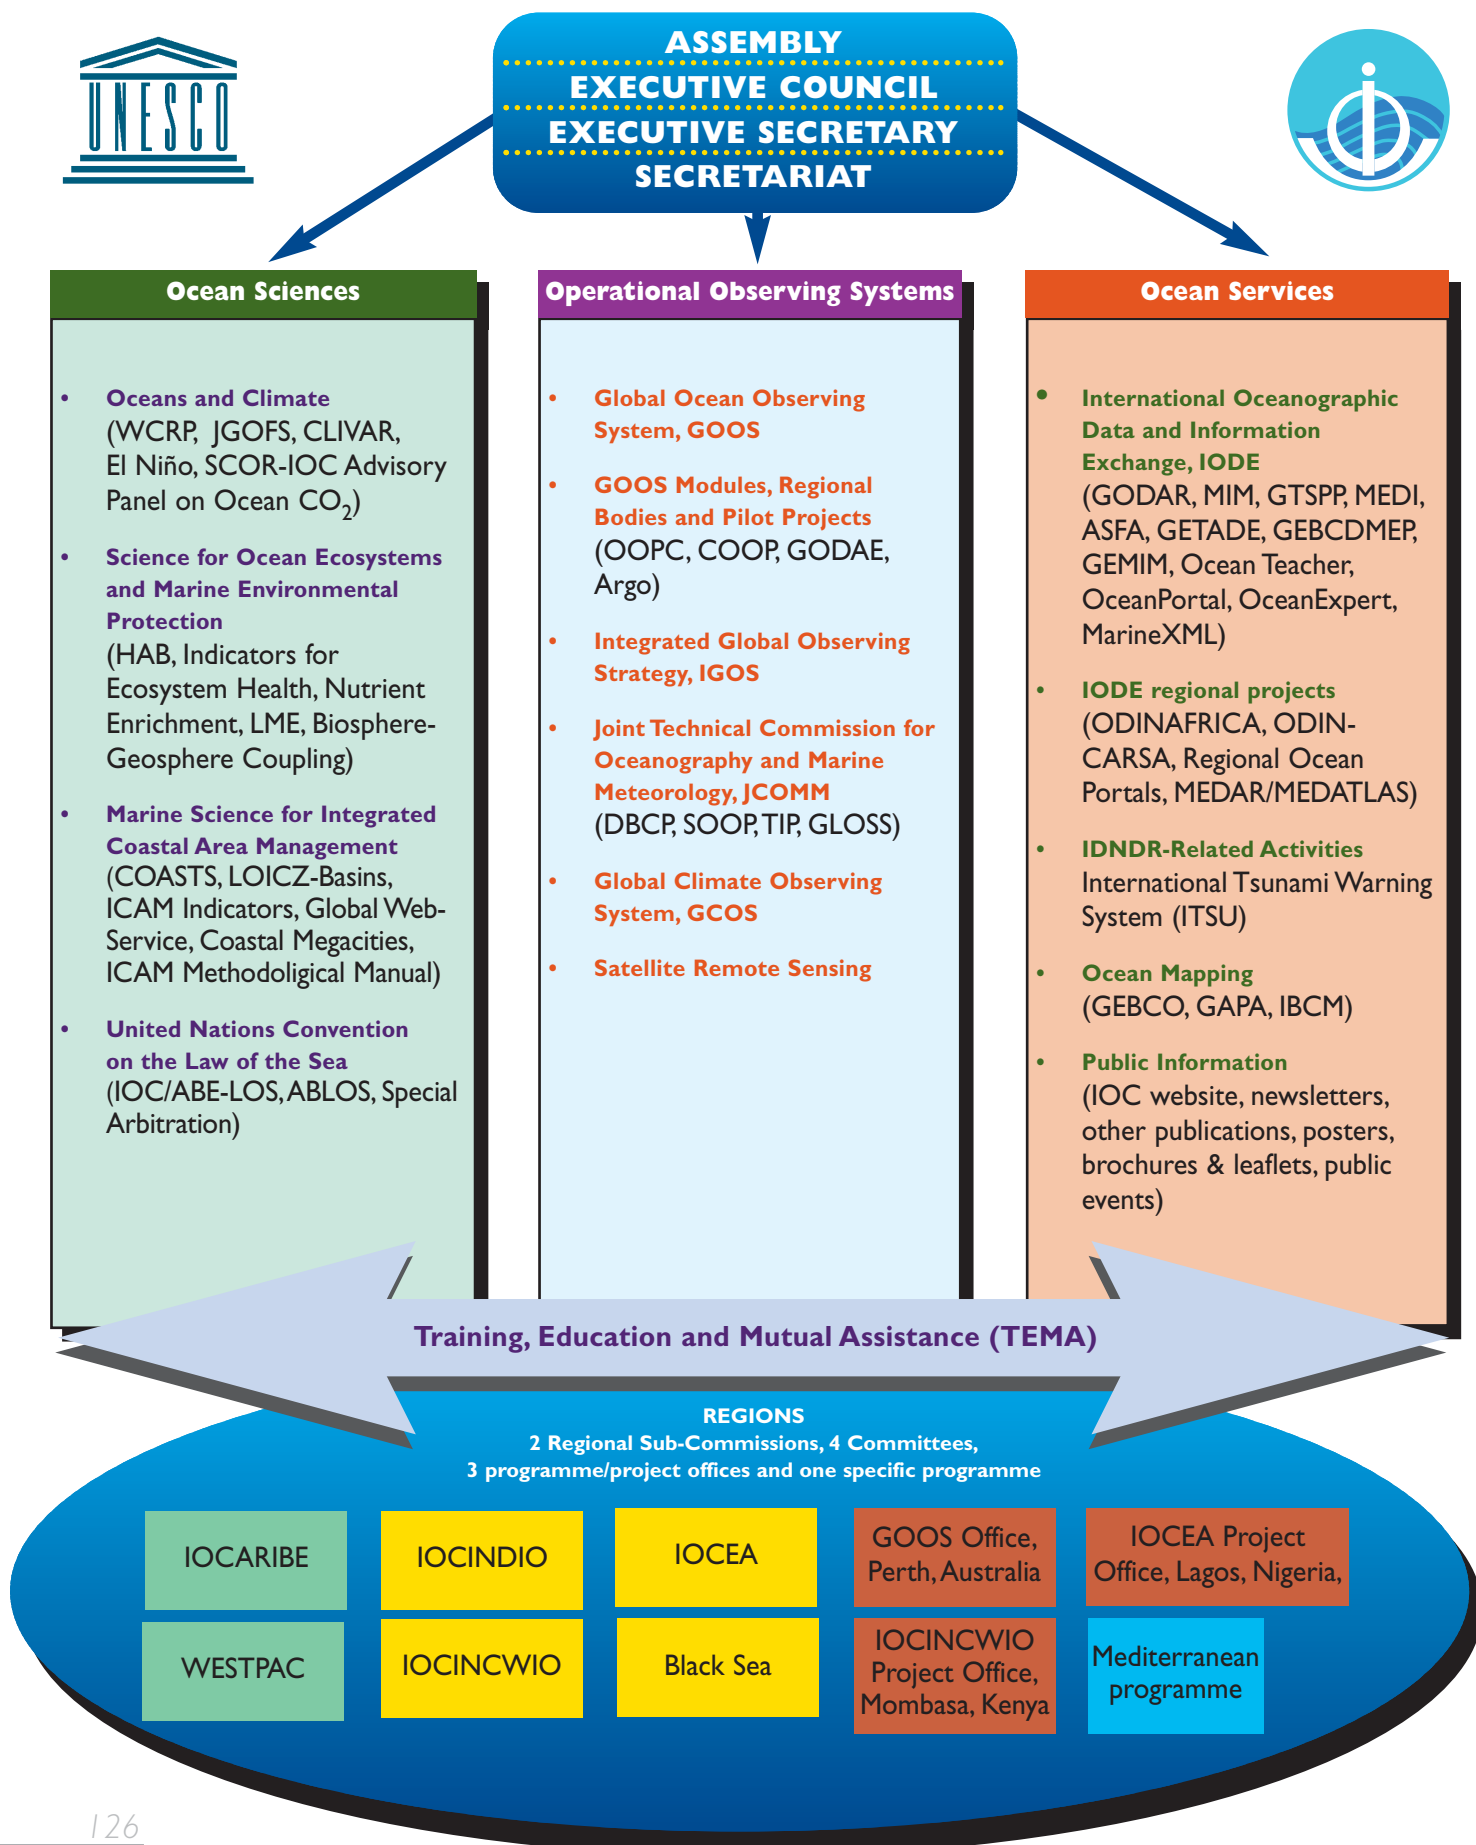 UNESCO
ASSEMBLY
EXECUTIVE COUNCIL
EXECUTIVE SECRETARY
SECRETARIAT
Ocean Sciences
• Oceans and Climate
(WCRP, JGOFS, CLIVAR,
El Niño, SCOR-IOC Advisory
Panel on Ocean CO2)
• Science for Ocean Ecosystems
and Marine Environmental
Protection
(HAB, Indicators for
Ecosystem Health, Nutrient
Enrichment, LME, Biosphere-
Geosphere Coupling)
• Marine Science for Integrated
Coastal Area Management
(COASTS, LOICZ-Basins,
ICAM Indicators, Global Web-
Service, Coastal Megacities,
ICAM Methodoligical Manual)
• United Nations Convention
on the Law of the Sea
(IOC/ABE-LOS, ABLOS, Special
Arbitration)
Operational Observing Systems
• Global Ocean Observing
System, GOOS
• GOOS Modules, Regional
Bodies and Pilot Projects
(OOPC, COOP, GODAE,
Argo)
• Integrated Global Observing
Strategy, IGOS
• Joint Technical Commission for
Oceanography and Marine
Meteorology, JCOMM
(DBCP, SOOP, TIP, GLOSS)
• Global Climate Observing
System, GCOS
• Satellite Remote Sensing
Ocean Services
• International Oceanographic
Data and Information
Exchange, IODE
(GODAR, MIM, GTSPP, MEDI,
ASFA, GETADE, GEBCDMEP,
GEMIM, Ocean Teacher,
OceanPortal, OceanExpert,
MarineXML)
• IODE regional projects
(ODINAFRICA, ODIN-
CARSA, Regional Ocean
Portals, MEDAR/MEDATLAS)
• IDNDR-Related Activities
International Tsunami Warning
System (ITSU)
• Ocean Mapping
(GEBCO, GAPA, IBCM)
• Public Information
(IOC website, newsletters,
other publications, posters,
brochures & leaflets, public
events)
Training, Education and Mutual Assistance (TEMA)
REGIONS
2 Regional Sub-Commissions, 4 Committees,
3 programme/project offices and one specific programme
IOCARIBE
IOCINDIO
IOCEA
GOOS Office,
Perth, Australia
IOCEA Project
Office, Lagos, Nigeria,
WESTPAC
IOCINCWIO
Black Sea
IOCINCWIO
Project Office,
Mombasa, Kenya
Mediterranean
programme
126